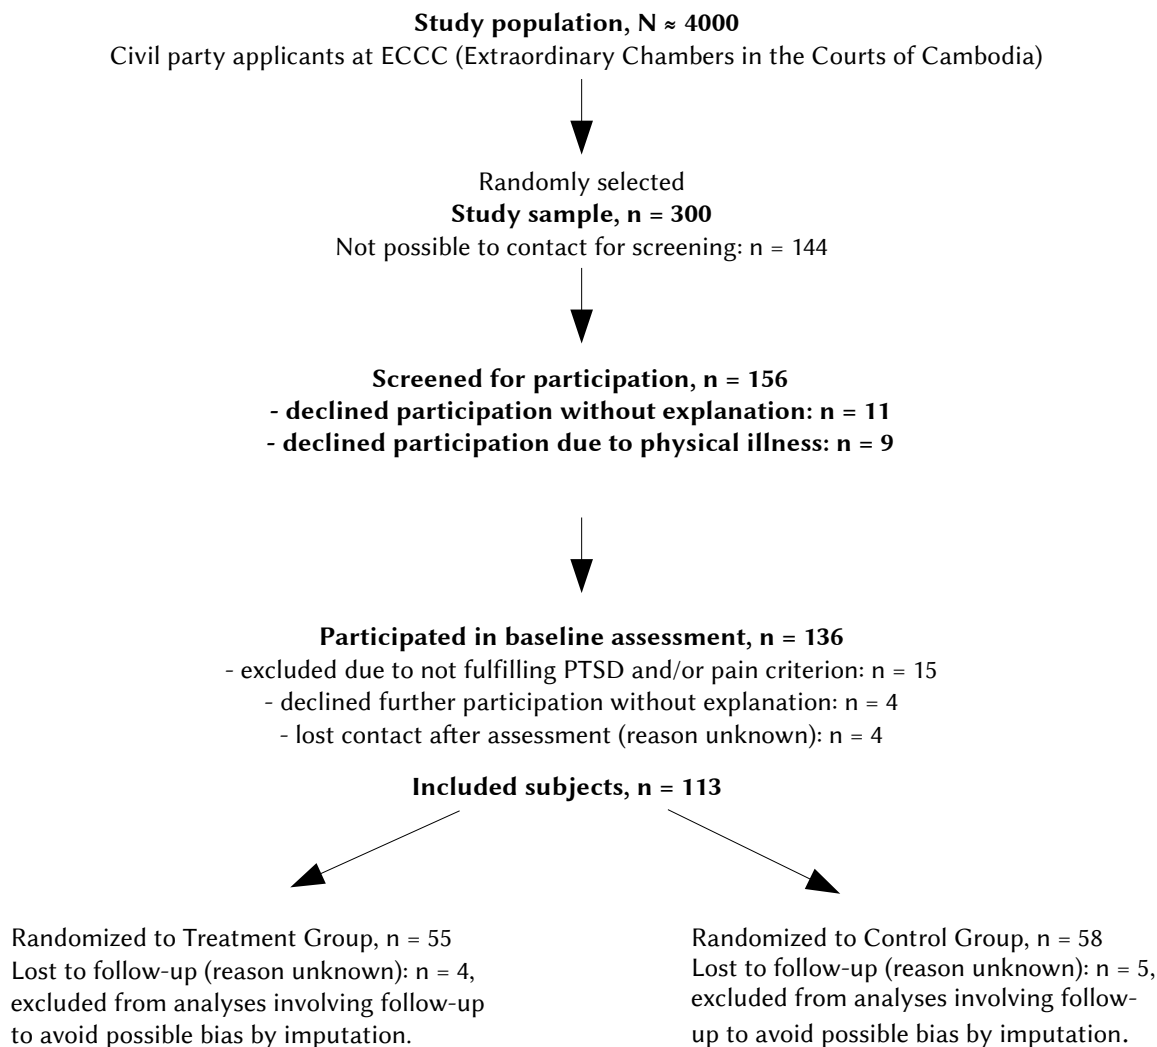 Study population, N ≈ 4000
Civil party applicants at ECCC (Extraordinary Chambers in the Courts of Cambodia)
Randomly selected
Study sample, n = 300
Not possible to contact for screening: n = 144
Screened for participation, n = 156
- declined participation without explanation: n = 11
- declined participation due to physical illness: n = 9
Participated in baseline assessment, n = 136
- excluded due to not fulfilling PTSD and/or pain criterion: n = 15
- declined further participation without explanation: n = 4
- lost contact after assessment (reason unknown): n = 4
Included subjects, n = 113
Randomized to Treatment Group, n = 55
Lost to follow-up (reason unknown): n = 4,
excluded from analyses involving follow-up
to avoid possible bias by imputation.
Randomized to Control Group, n = 58
Lost to follow-up (reason unknown): n = 5,
excluded from analyses involving follow-
up to avoid possible bias by imputation.